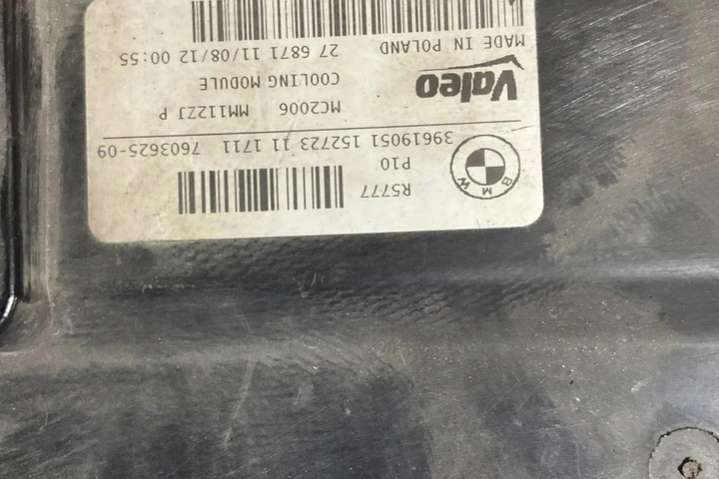 BMW
R5777
P10
39619051 152723 11 1711 7603625-09
Valeo
MC2006 MM112ZJ P
COOLING MODULE
27 6871 11/08/12 00:55
MADE IN POLAND